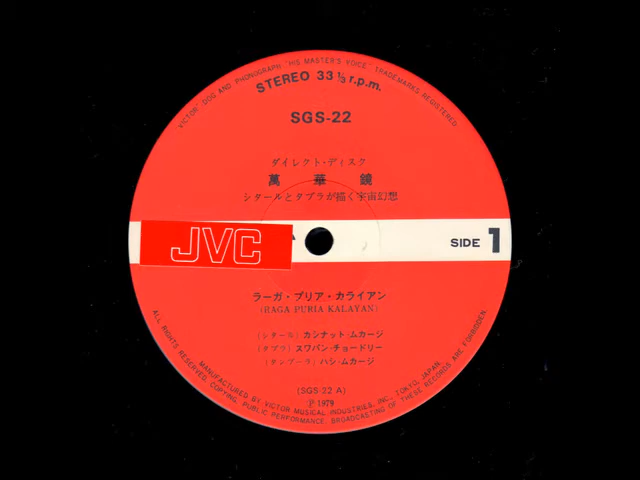 "VICTOR" DOG AND PHONOGRAPH "HIS MASTER'S VOICE" TRADEMARKS REGISTERED
STEREO 33 1/3 r.p.m.
SGS-22
ダイレクト・ディスク
萬華鏡
シタールとタブラが描く宇宙幻想
JVC
SIDE 1
ラーガ・プリア・カライアン
(RAGA PURIA KALAYAN)
(シタール) カシナット・ムカージ
(タブラ) スワパン・チョードリー
(タンプーラ) ハシ・ムカージ
(SGS-22 A)
Ⓟ 1979
MANUFACTURED BY VICTOR MUSICAL INDUSTRIES, INC., TOKYO, JAPAN.
ALL RIGHTS RESERVED. COPYING, PUBLIC PERFORMANCE, BROADCASTING OF THESE RECORDS ARE FORBIDDEN.